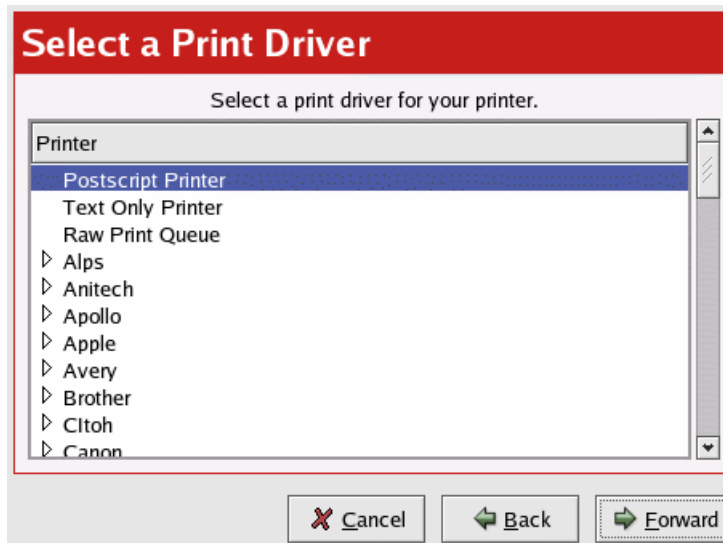 Select a Print Driver
Select a print driver for your printer.
Printer
Postscript Printer
Text Only Printer
Raw Print Queue
Alps
Anitech
Apollo
Apple
Avery
Brother
CItoh
Canon
Cancel
Back
Forward